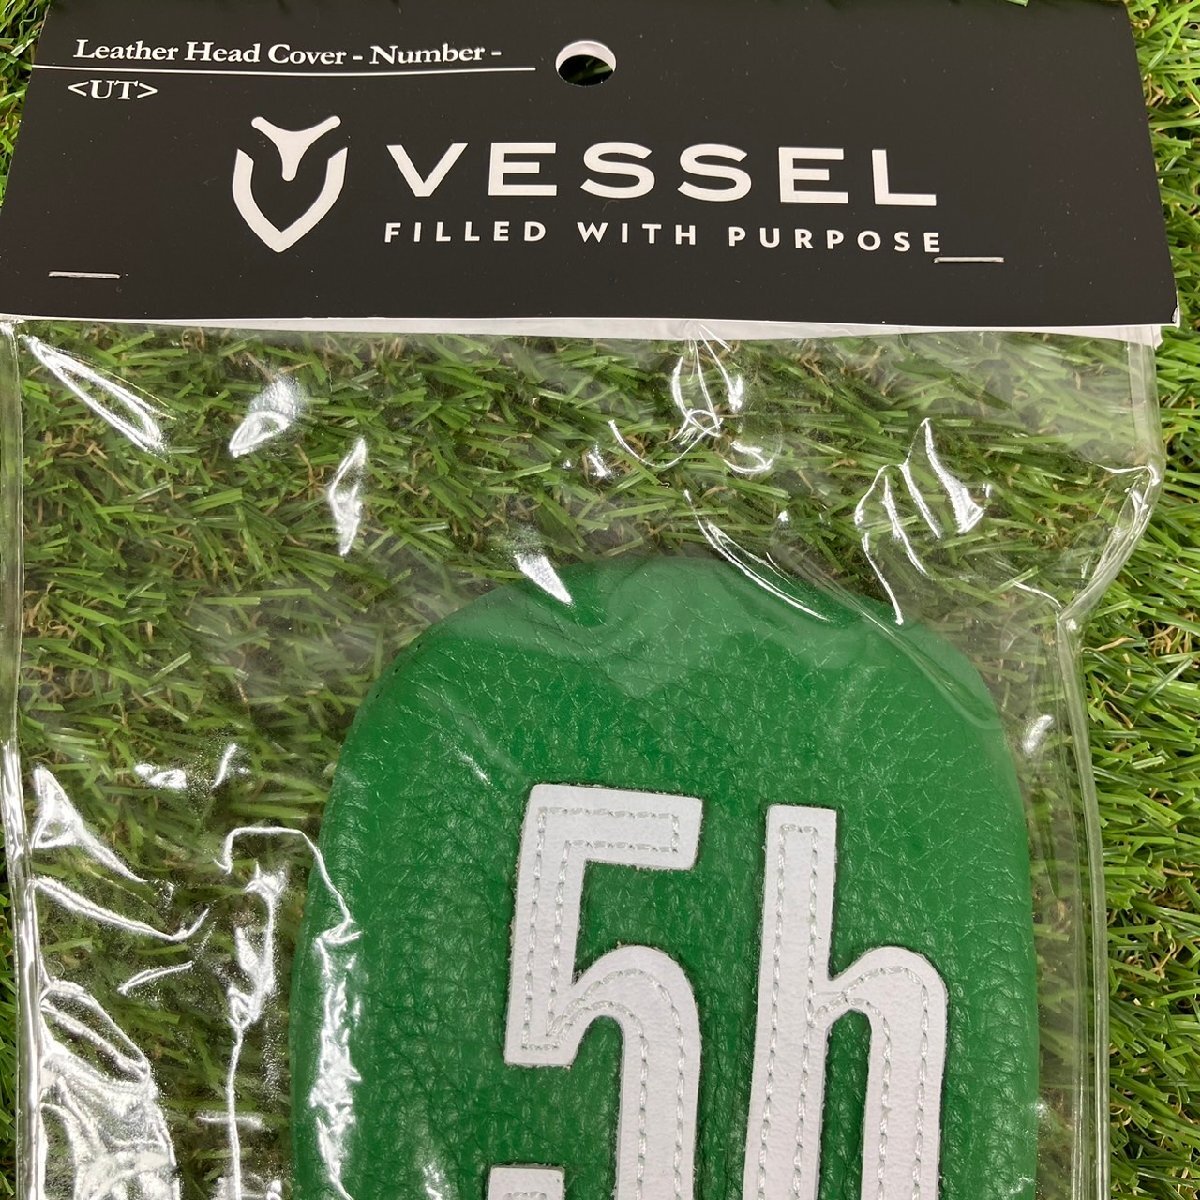 Leather Head Cover - Number -
<UT>
VESSEL
FILLED WITH PURPOSE
5h